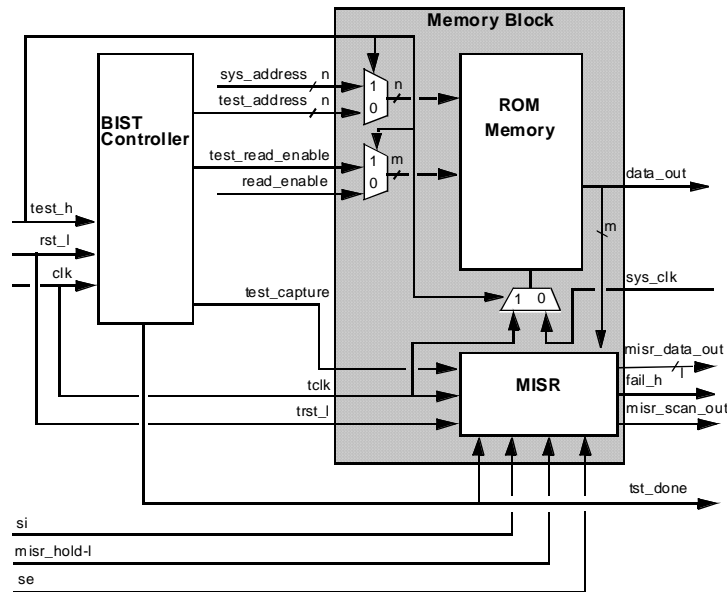 Memory Block
sys_address n
test_address n
1
0
n
BIST
Controller
ROM
Memory
test_read_enable
read_enable
1
0
m
data_out
test_h
rst_l
clk
m
test_capture
1 0
sys_clk
tclk
trst_l
MISR
misr_data_out
l
fail_h
misr_scan_out
tst_done
si
misr_hold-l
se